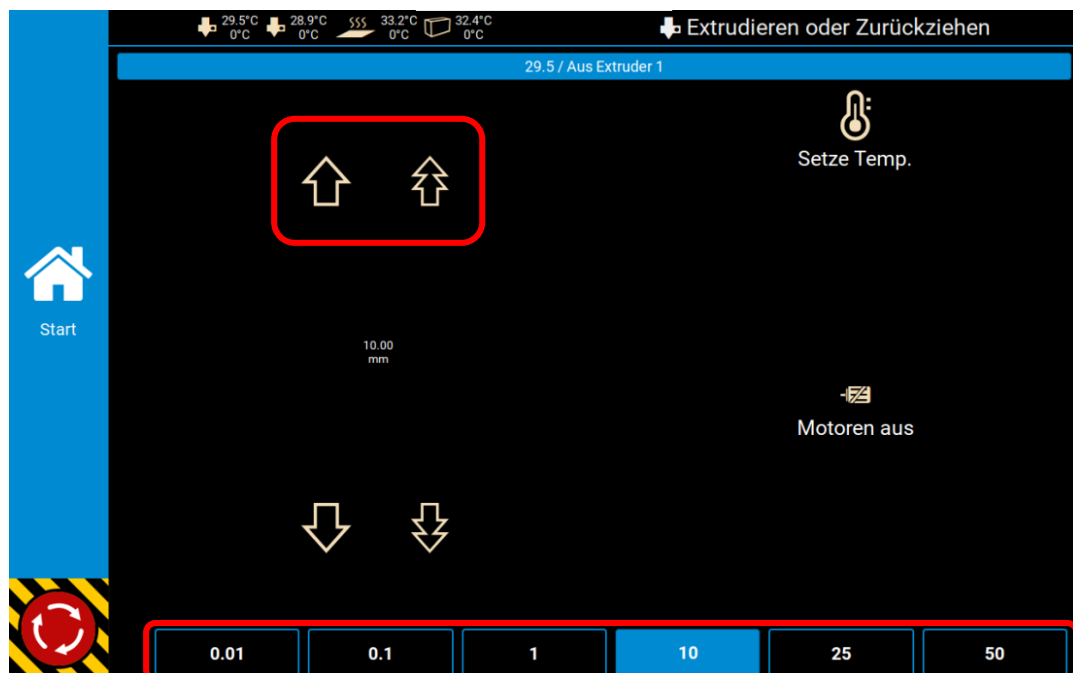 29.5°C 28.9°C 33.2°C 32.4°C
0°C 0°C 0°C 0°C
Extrudieren oder Zurückziehen
29.5 / Aus Extruder 1
Setze Temp.
Start
10.00
mm
Motoren aus
0.01 0.1 1 10 25 50